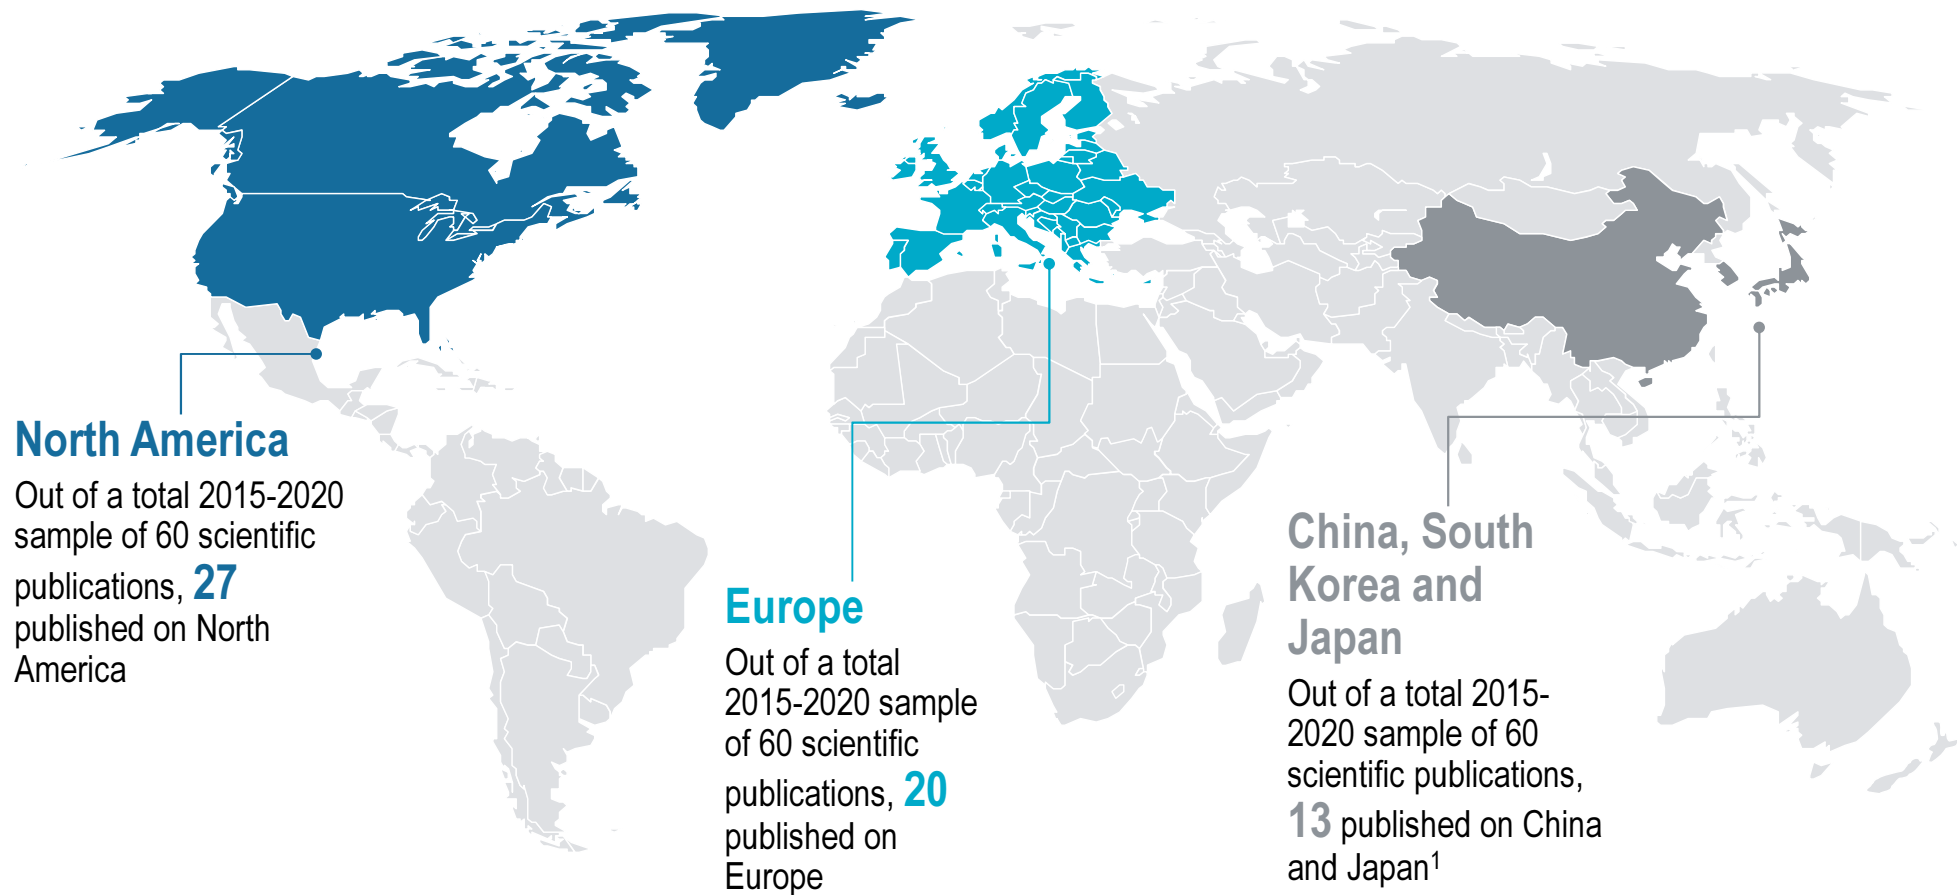 North America
Out of a total 2015-2020
sample of 60 scientific
publications, 27
published on North
America
Europe
Out of a total
2015-2020 sample
of 60 scientific
publications, 20
published on
Europe
China, South
Korea and
Japan
Out of a total 2015-
2020 sample of 60
scientific publications,
13 published on China
and Japan¹